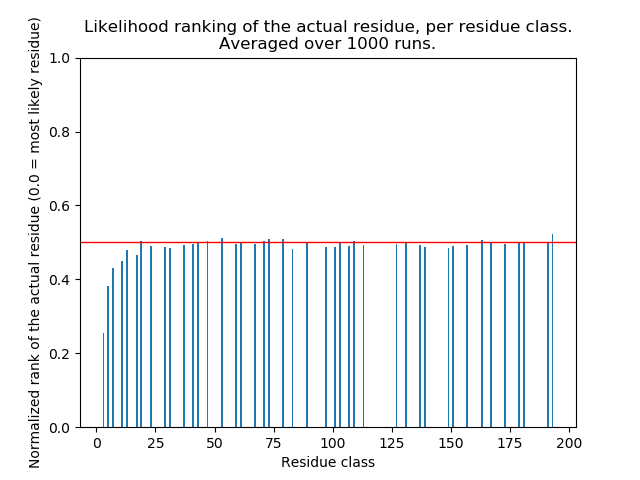 Likelihood ranking of the actual residue, per residue class.
Averaged over 1000 runs.
Normalized rank of the actual residue (0.0 = most likely residue)
1.0
0.8
0.6
0.4
0.2
0.0
0 25 50 75 100 125 150 175 200
Residue class